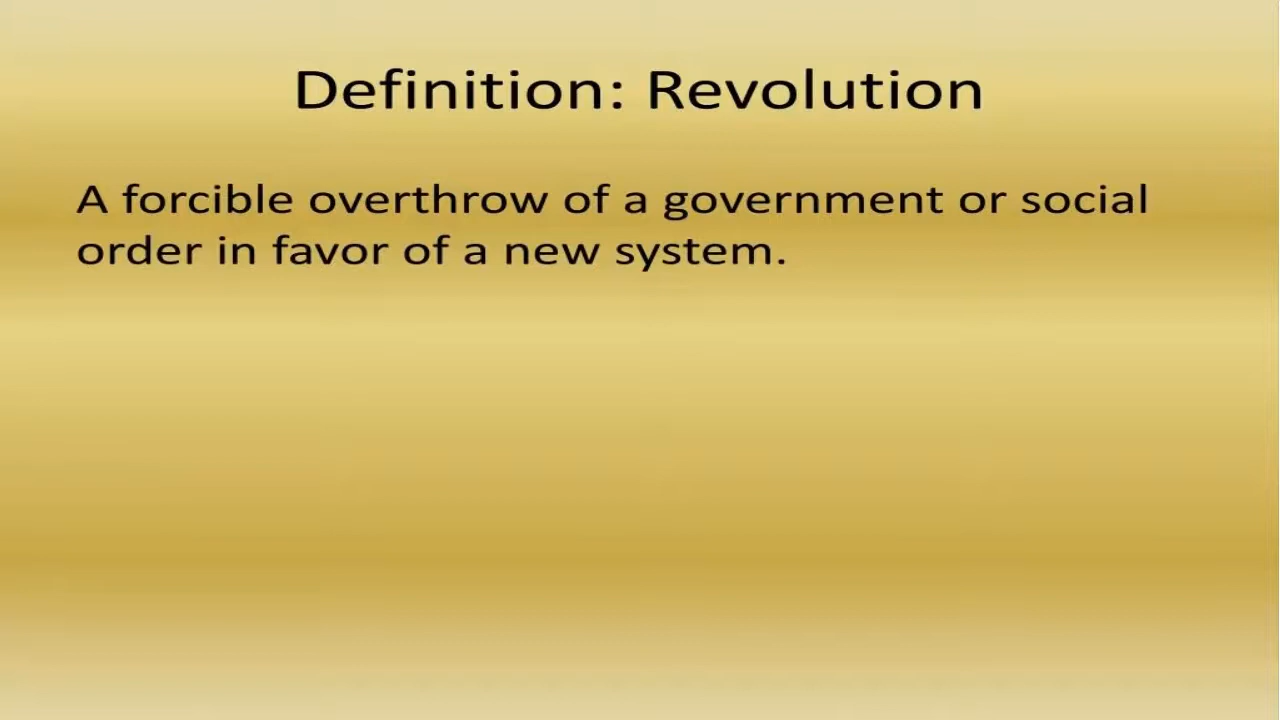 Definition: Revolution
A forcible overthrow of a government or social
order in favor of a new system.